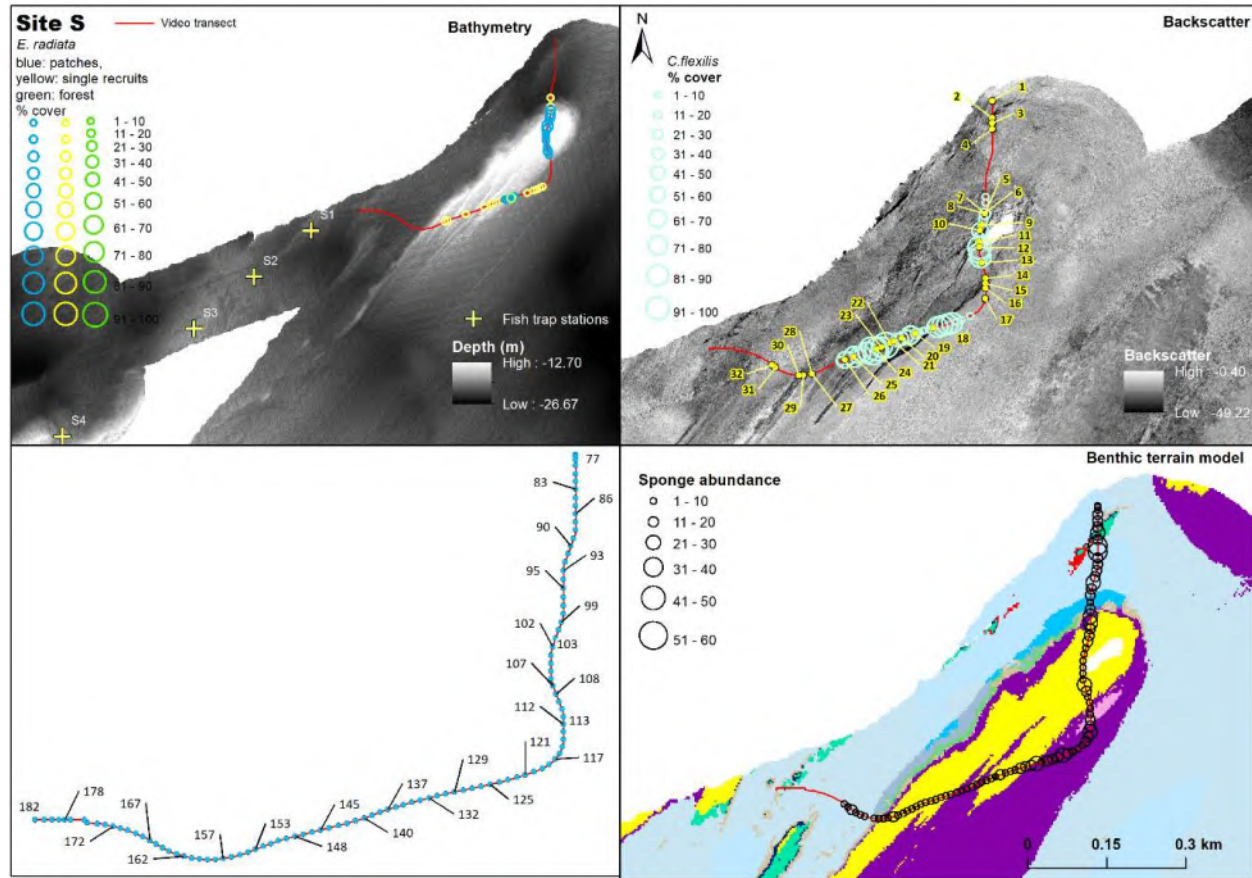 Site S
Video transect
E. radiata
Bathymetry
blue: patches,
yellow: single recruits
green: forest
% cover
1 - 10
11 - 20
21 - 30
31 - 40
41 - 50
51 - 60
61 - 70
71 - 80
81 - 90
91 - 100
S1
S2
S3
S4
Fish trap stations
Depth (m)
High : -12.70
Low : -26.67
N
Backscatter
C.flexilis
% cover
1 - 10
11 - 20
21 - 30
31 - 40
41 - 50
51 - 60
61 - 70
71 - 80
81 - 90
91 - 100
1
2
3
4
5
6
7
8
9
10
11
12
13
14
15
16
17
18
19
20
21
22
23
24
25
26
27
28
29
30
31
32
Backscatter
High : -0.40
Low : -49.22
77
83
86
90
93
95
99
102
103
107
108
112
113
117
121
125
129
132
137
140
145
148
153
157
162
167
172
178
182
Benthic terrain model
Sponge abundance
1 - 10
11 - 20
21 - 30
31 - 40
41 - 50
51 - 60
0 0.15 0.3 km